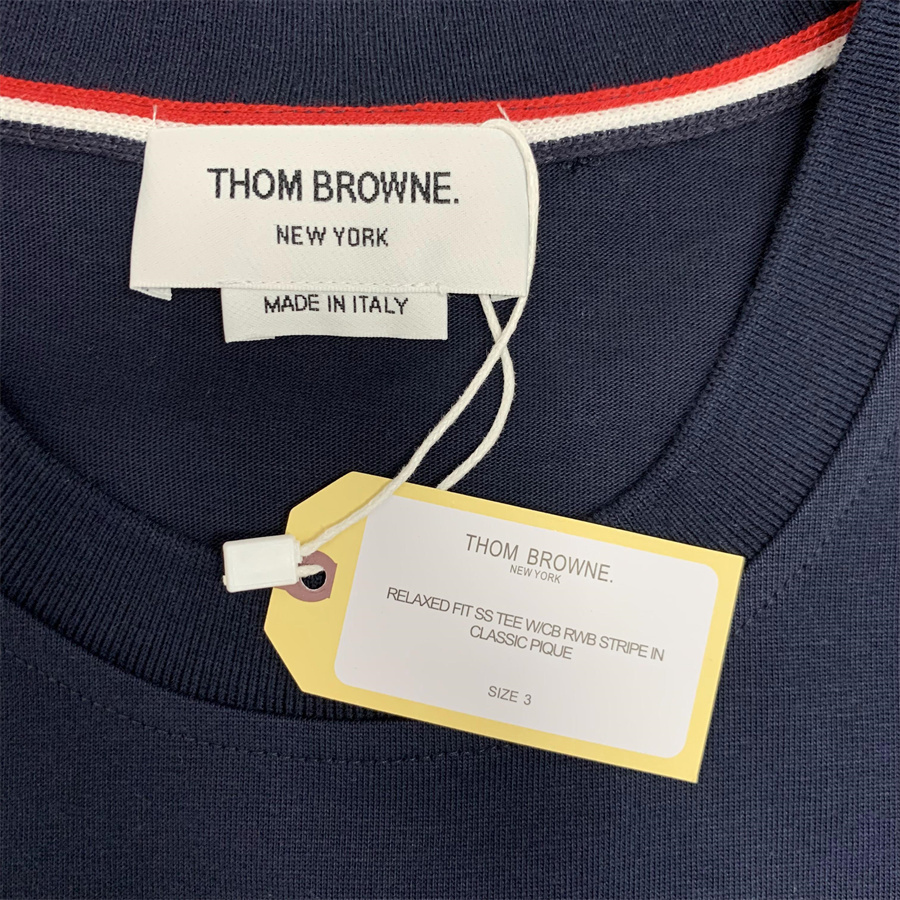 THOM BROWNE.
NEW YORK
MADE IN ITALY
THOM BROWNE.
NEW YORK
RELAXED FIT SS TEE W/CB RWB STRIPE IN
CLASSIC PIQUE
SIZE 3